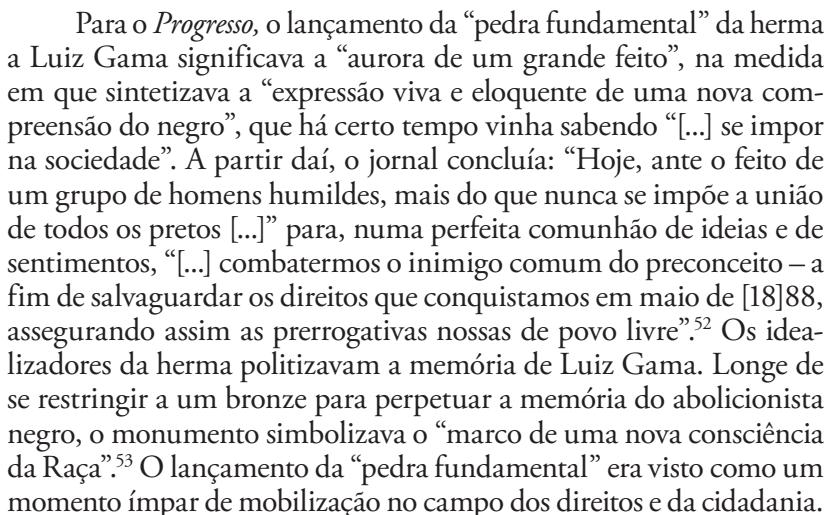 Para o Progresso, o lançamento da “pedra fundamental” da herma
a Luiz Gama significava a “aurora de um grande feito”, na medida
em que sintetizava a “expressão viva e eloquente de uma nova com-
preensão do negro”, que há certo tempo vinha sabendo “[...] se impor
na sociedade”. A partir daí, o jornal concluía: “Hoje, ante o feito de
um grupo de homens humildes, mais do que nunca se impõe a união
de todos os pretos [...]” para, numa perfeita comunhão de ideias e de
sentimentos, “[...] combatermos o inimigo comum do preconceito – a
fim de salvaguardar os direitos que conquistamos em maio de [18]88,
assegurando assim as prerrogativas nossas de povo livre”.52 Os idea-
lizadores da herma politizavam a memória de Luiz Gama. Longe de
se restringir a um bronze para perpetuar a memória do abolicionista
negro, o monumento simbolizava o “marco de uma nova consciência
da Raça”.53 O lançamento da “pedra fundamental” era visto como um
momento ímpar de mobilização no campo dos direitos e da cidadania.